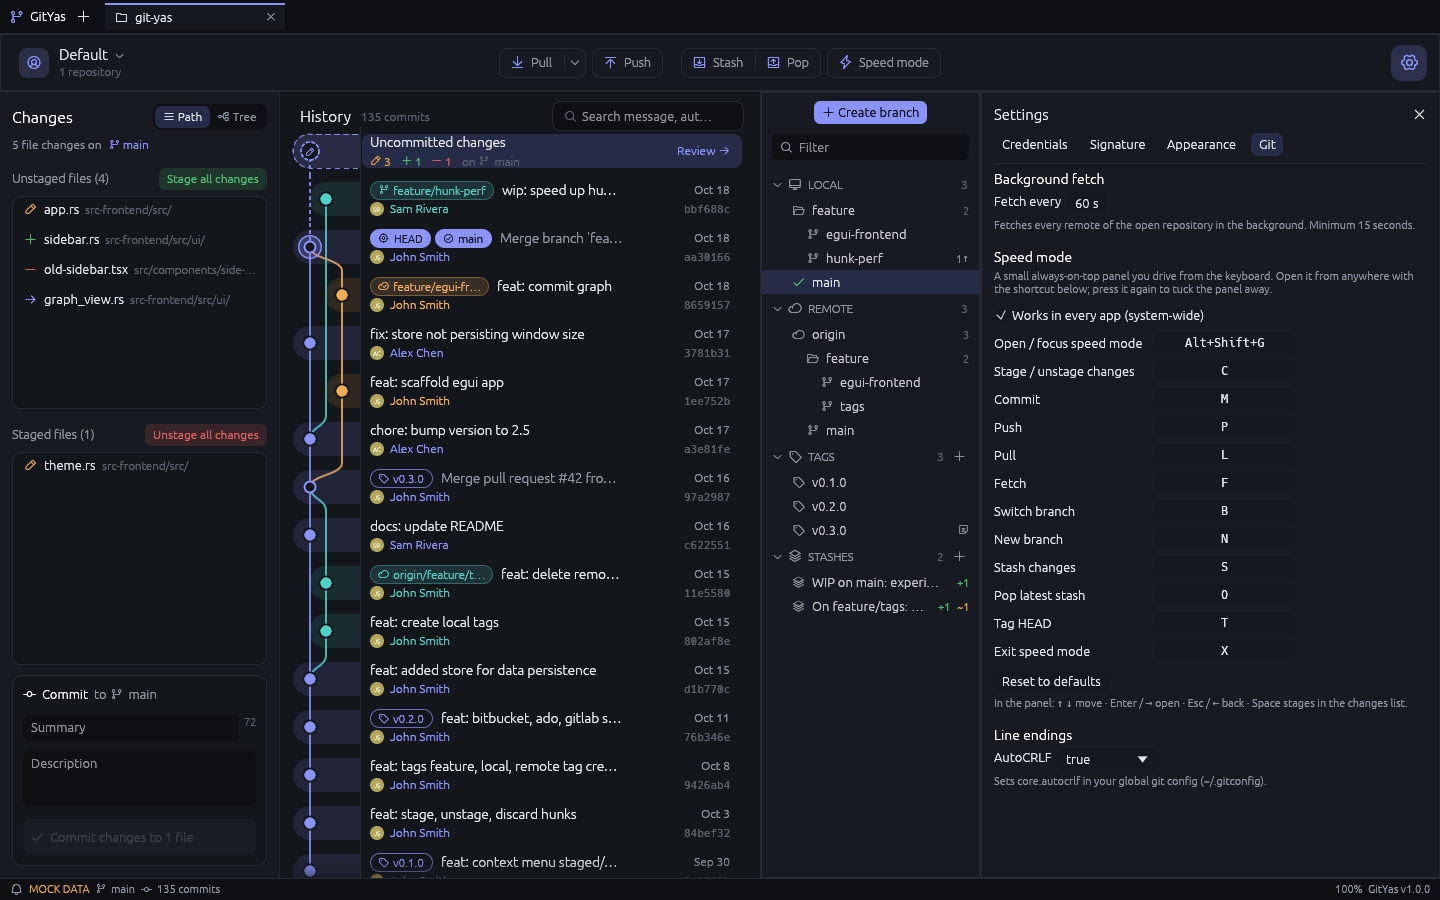 GitYas
git-yas
Default
1 repository
Pull
Push
Stash
Pop
Speed mode
Changes
Path
Tree
5 file changes on main
Unstaged files (4)
Stage all changes
app.rs src-frontend/src/
sidebar.rs src-frontend/src/ui/
old-sidebar.tsx src/components/side-...
graph_view.rs src-frontend/src/ui/
Staged files (1)
Unstage all changes
theme.rs src-frontend/src/
Commit to main
Summary
72
Description
Commit changes to 1 file
History 135 commits
Search message, aut...
Uncommitted changes
3 +1 −1 on main
Review →
feature/hunk-perf wip: speed up hu... Oct 18
SR Sam Rivera bbf688c
HEAD main Merge branch 'fea... Oct 18
JS John Smith aa30166
feature/egui-fr... feat: commit graph Oct 18
JS John Smith 8659157
fix: store not persisting window size Oct 17
AC Alex Chen 3781b31
feat: scaffold egui app Oct 17
JS John Smith 1ee752b
chore: bump version to 2.5 Oct 17
AC Alex Chen a3e81fe
v0.3.0 Merge pull request #42 fro... Oct 16
JS John Smith 97a2987
docs: update README Oct 16
SR Sam Rivera c622551
origin/feature/t... feat: delete remo... Oct 15
JS John Smith 11e5580
feat: create local tags Oct 15
JS John Smith 802af8e
feat: added store for data persistence Oct 15
JS John Smith d1b770c
v0.2.0 feat: bitbucket, ado, gitlab s... Oct 11
JS John Smith 76b346e
feat: tags feature, local, remote tag cre... Oct 8
JS John Smith 9426ab4
feat: stage, unstage, discard hunks Oct 3
JS John Smith 84bef32
v0.1.0 feat: context menu staged/... Sep 30
+ Create branch
Filter
LOCAL 3
feature 2
egui-frontend
hunk-perf 1↑
main
REMOTE 3
origin
feature 2
egui-frontend
tags
main
TAGS 3
v0.1.0
v0.2.0
v0.3.0
STASHES 2
WIP on main: experi... +1
On feature/tags: ... +1 ~1
Settings
Credentials
Signature
Appearance
Git
Background fetch
Fetch every 60 s
Fetches every remote of the open repository in the background. Minimum 15 seconds.
Speed mode
A small always-on-top panel you drive from the keyboard. Open it from anywhere with
the shortcut below; press it again to tuck the panel away.
Works in every app (system-wide)
Open / focus speed mode Alt+Shift+G
Stage / unstage changes C
Commit M
Push P
Pull L
Fetch F
Switch branch B
New branch N
Stash changes S
Pop latest stash O
Tag HEAD T
Exit speed mode X
Reset to defaults
In the panel: ↑ ↓ move · Enter / → open · Esc / ← back · Space stages in the changes list.
Line endings
AutoCRLF true
Sets core.autocrlf in your global git config (~/.gitconfig).
MOCK DATA main 135 commits
100% GitYas v1.0.0